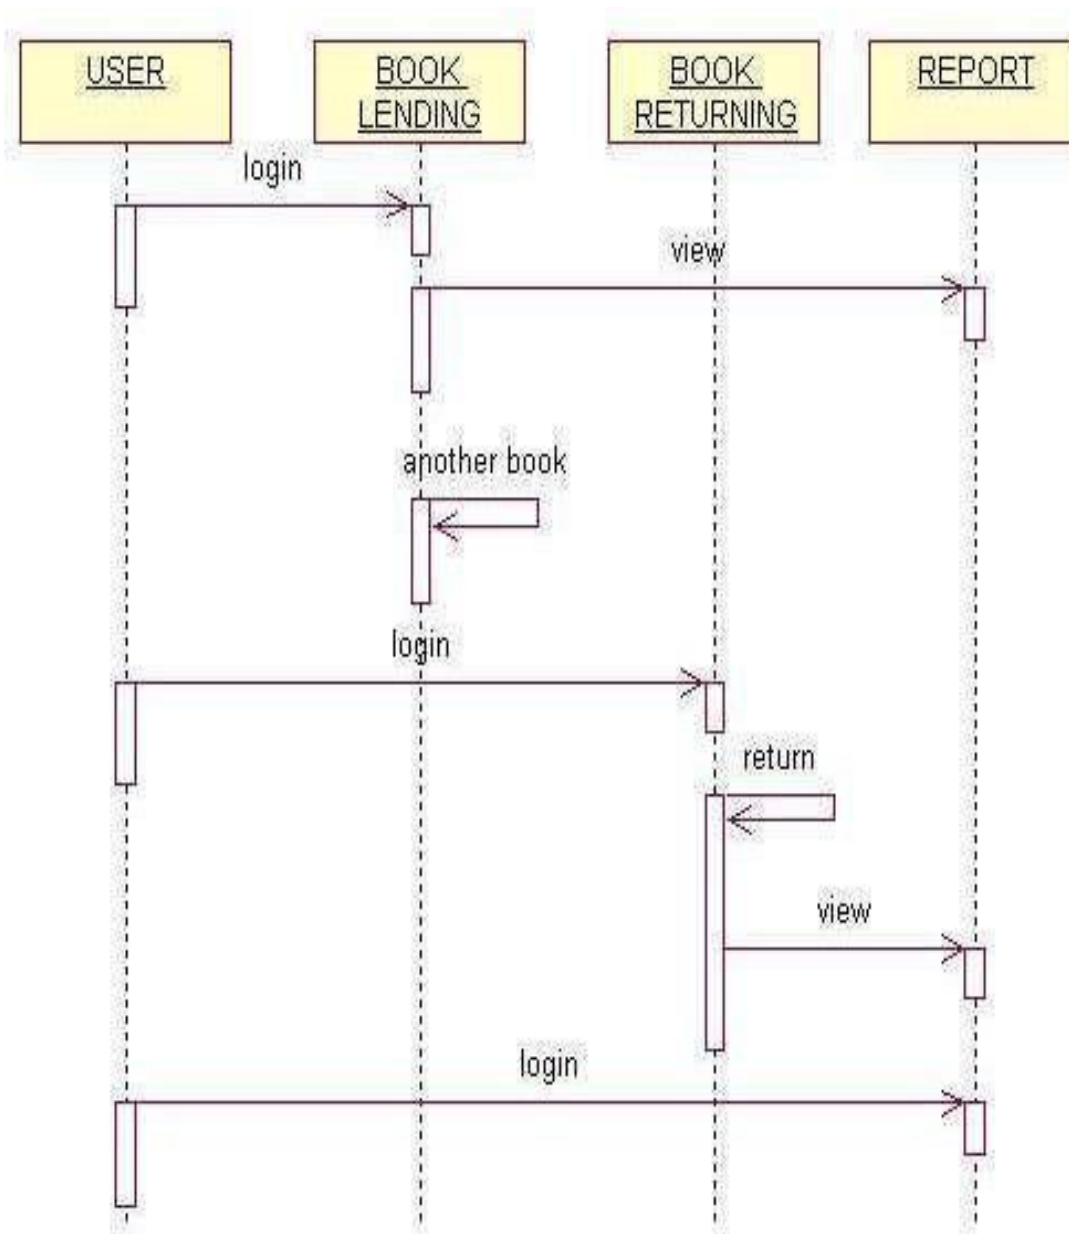 USER
BOOK
LENDING
BOOK
RETURNING
REPORT
login
view
another book
login
return
view
login